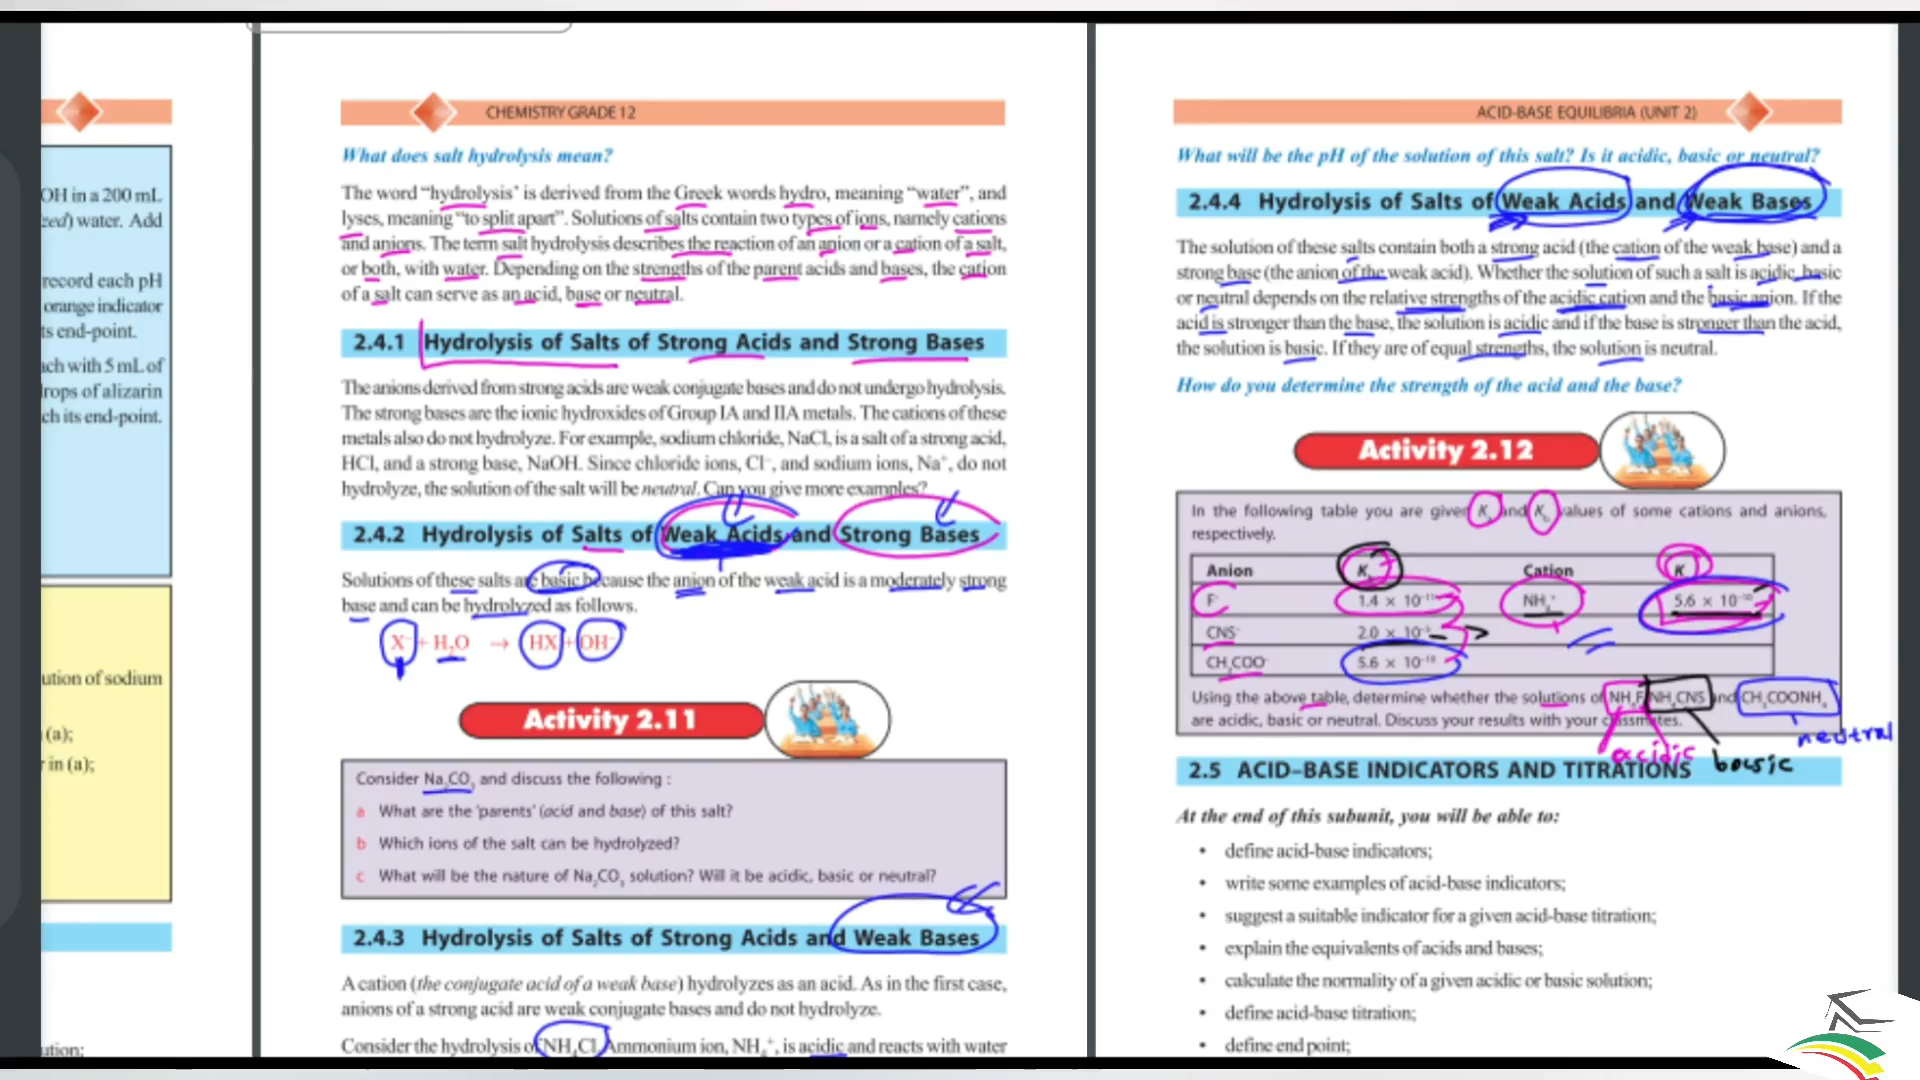 OH in a 200 mL
zed) water. Add
record each pH
orange indicator
ts end-point.
ach with 5 mL of
rops of alizarin
ch its end-point.
ution of sodium
(a);
r in (a);
ution;
CHEMISTRY GRADE 12
What does salt hydrolysis mean?
The word “hydrolysis’ is derived from the Greek words hydro, meaning “water”, and
lyses, meaning “to split apart”. Solutions of salts contain two types of ions, namely cations
and anions. The term salt hydrolysis describes the reaction of an anion or a cation of a salt,
or both, with water. Depending on the strengths of the parent acids and bases, the cation
of a salt can serve as an acid, base or neutral.
2.4.1 Hydrolysis of Salts of Strong Acids and Strong Bases
The anions derived from strong acids are weak conjugate bases and do not undergo hydrolysis.
The strong bases are the ionic hydroxides of Group IA and IIA metals. The cations of these
metals also do not hydrolyze. For example, sodium chloride, NaCl, is a salt of a strong acid,
HCl, and a strong base, NaOH. Since chloride ions, Cl⁻, and sodium ions, Na⁺, do not
hydrolyze, the solution of the salt will be neutral. Can you give more examples?
2.4.2 Hydrolysis of Salts of Weak Acids and Strong Bases
Solutions of these salts are basic because the anion of the weak acid is a moderately strong
base and can be hydrolyzed as follows.
X⁻ + H₂O → HX + OH⁻
Activity 2.11
Consider Na₂CO₃ and discuss the following :
a What are the ‘parents’ (acid and base) of this salt?
b Which ions of the salt can be hydrolyzed?
c What will be the nature of Na₂CO₃ solution? Will it be acidic, basic or neutral?
2.4.3 Hydrolysis of Salts of Strong Acids and Weak Bases
A cation (the conjugate acid of a weak base) hydrolyzes as an acid. As in the first case,
anions of a strong acid are weak conjugate bases and do not hydrolyze.
Consider the hydrolysis of NH₄Cl. Ammonium ion, NH₄⁺, is acidic and reacts with water
ACID-BASE EQUILIBRIA (UNIT 2)
What will be the pH of the solution of this salt? Is it acidic, basic or neutral?
2.4.4 Hydrolysis of Salts of Weak Acids and Weak Bases
The solution of these salts contain both a strong acid (the cation of the weak base) and a
strong base (the anion of the weak acid). Whether the solution of such a salt is acidic, basic
or neutral depends on the relative strengths of the acidic cation and the basic anion. If the
acid is stronger than the base, the solution is acidic and if the base is stronger than the acid,
the solution is basic. If they are of equal strengths, the solution is neutral.
How do you determine the strength of the acid and the base?
Activity 2.12
In the following table you are given Kₐ and K_b values of some cations and anions,
respectively.
Anion K Cation K
F⁻ 1.4 × 10⁻¹¹ NH₄⁺ 5.6 × 10⁻¹⁰
CNS⁻ 2.0 × 10
CH₃COO⁻ 5.6 × 10⁻¹⁰
Using the above table, determine whether the solutions of NH₄F, NH₄CNS and CH₃COONH₄
are acidic, basic or neutral. Discuss your results with your classmates.
neutral
acidic
basic
2.5 ACID–BASE INDICATORS AND TITRATIONS
At the end of this subunit, you will be able to:
• define acid-base indicators;
• write some examples of acid-base indicators;
• suggest a suitable indicator for a given acid-base titration;
• explain the equivalents of acids and bases;
• calculate the normality of a given acidic or basic solution;
• define acid-base titration;
• define end point;